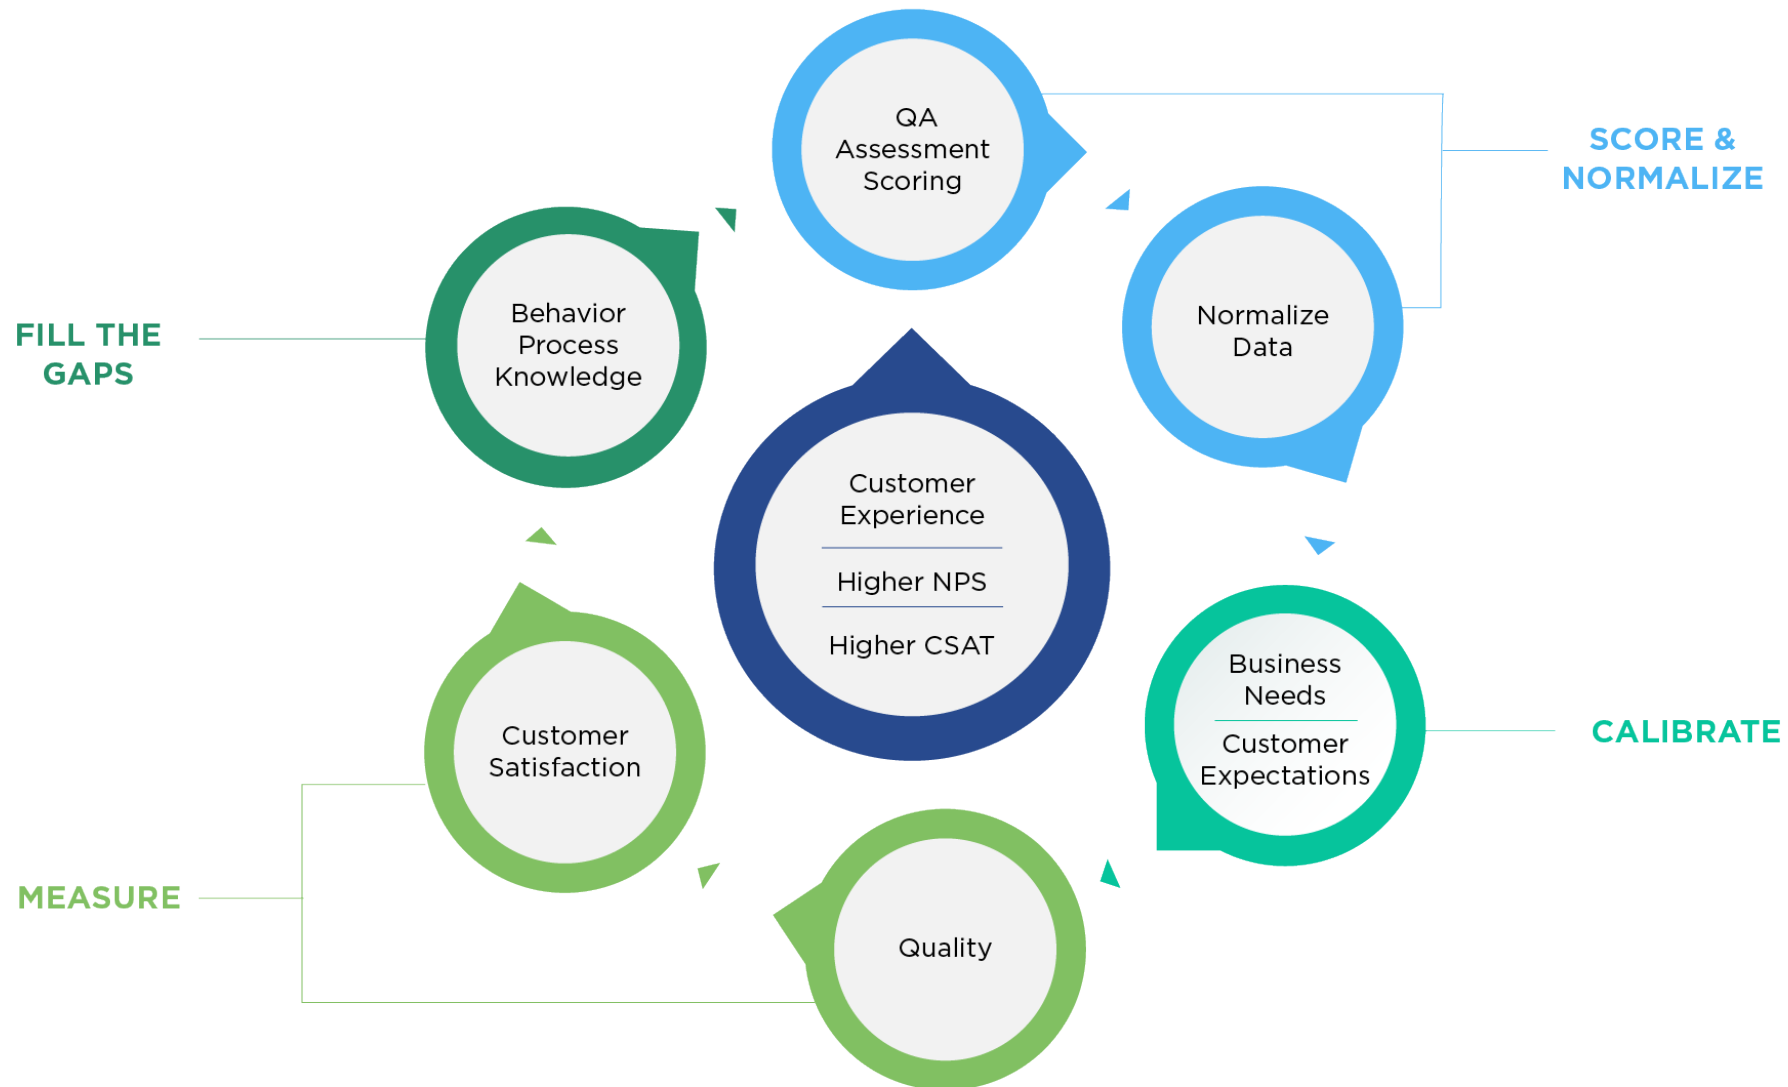 QA
Assessment
Scoring
SCORE &
NORMALIZE
Normalize
Data
Behavior
Process
Knowledge
FILL THE
GAPS
Customer
Experience
Higher NPS
Higher CSAT
Business
Needs
Customer
Expectations
CALIBRATE
Customer
Satisfaction
MEASURE
Quality